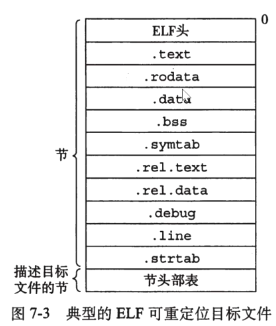 0
ELF头
.text
.rodata
.data
.bss
节
.symtab
.rel.text
.rel.data
.debug
.line
.strtab
描述目标
文件的节
节头部表
图 7-3 典型的 ELF 可重定位目标文件